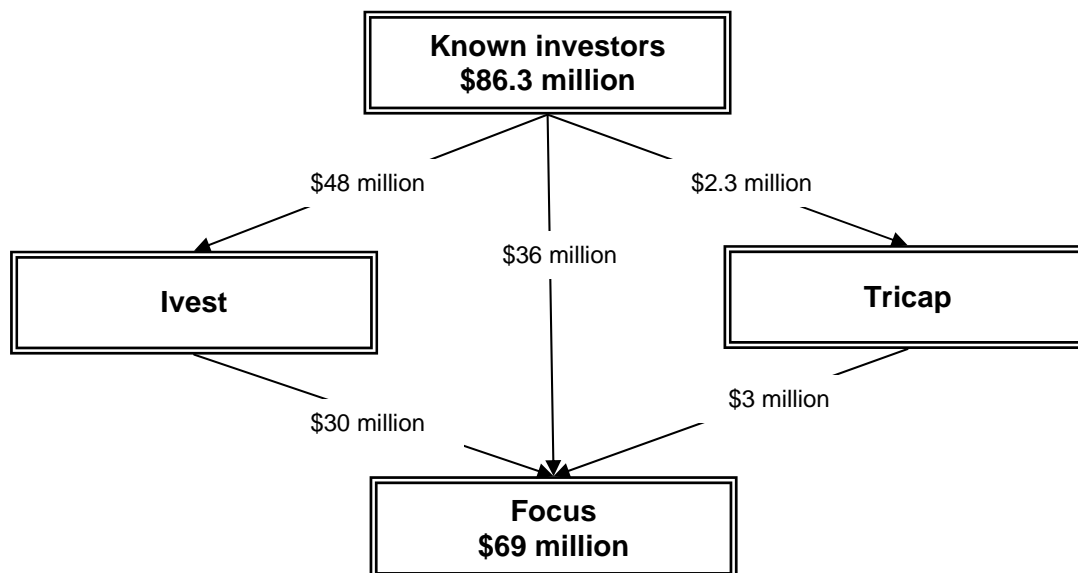 Known investors
$86.3 million
$48 million
$2.3 million
$36 million
Ivest
Tricap
$3 million
$30 million
Focus
$69 million